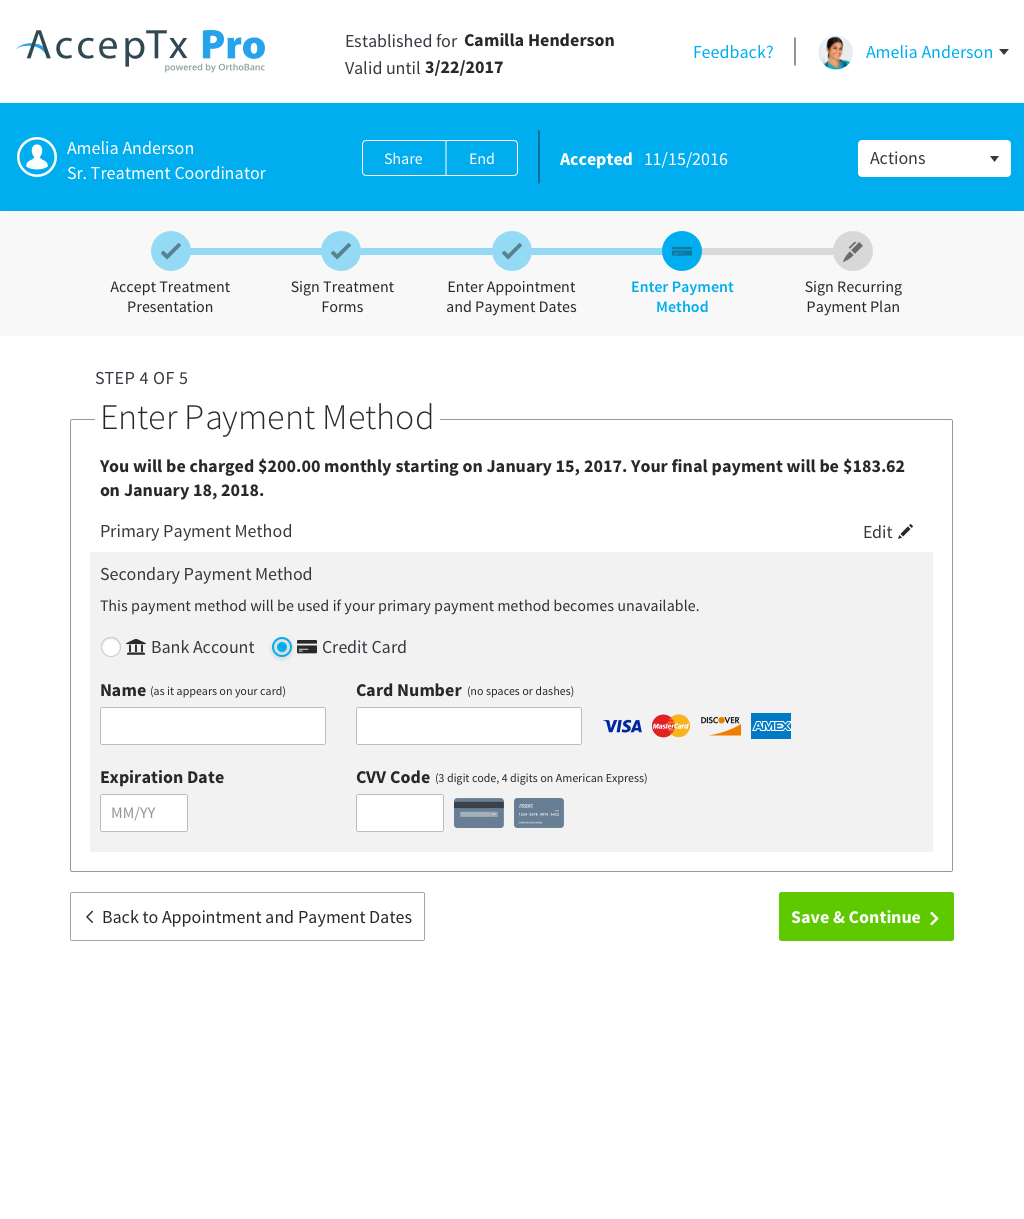 AccepTx Pro
powered by OrthoBanc
Established for Camilla Henderson
Valid until 3/22/2017
Feedback?
Amelia Anderson
Amelia Anderson
Sr. Treatment Coordinator
Share
End
Accepted 11/15/2016
Actions
Accept Treatment
Presentation
Sign Treatment
Forms
Enter Appointment
and Payment Dates
Enter Payment
Method
Sign Recurring
Payment Plan
STEP 4 OF 5
Enter Payment Method
You will be charged $200.00 monthly starting on January 15, 2017. Your final payment will be $183.62
on January 18, 2018.
Primary Payment Method
Edit
Secondary Payment Method
This payment method will be used if your primary payment method becomes unavailable.
Bank Account
Credit Card
Name (as it appears on your card)
Card Number (no spaces or dashes)
VISA
MasterCard
DISCOVER
AMEX
Expiration Date
CVV Code (3 digit code, 4 digits on American Express)
MM/YY
Back to Appointment and Payment Dates
Save & Continue